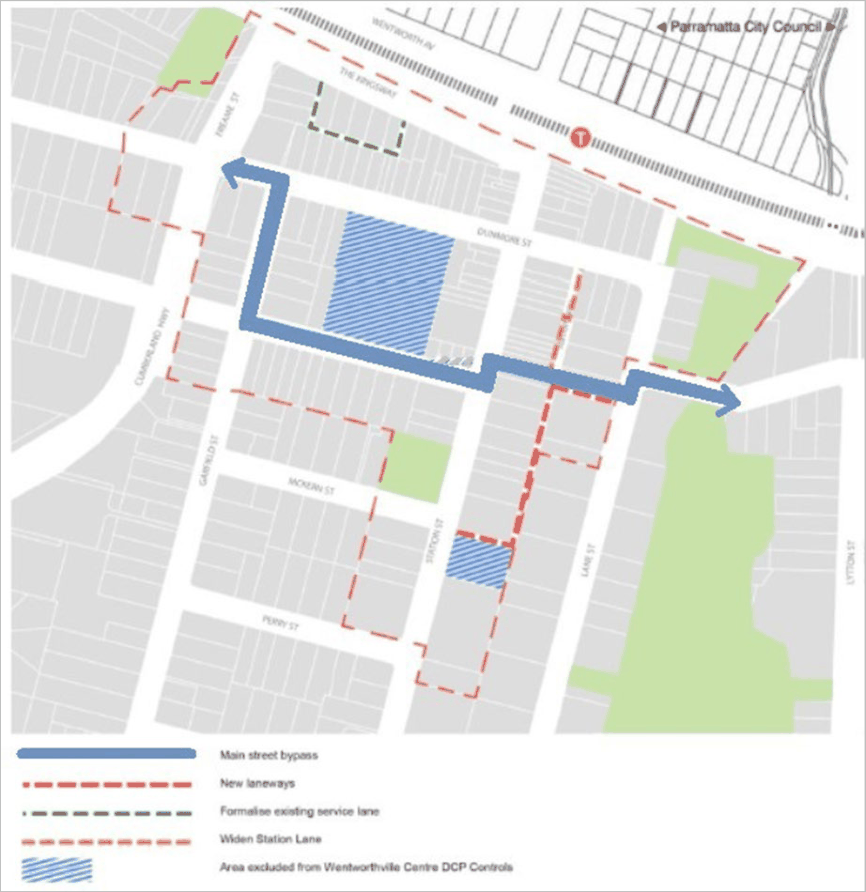 WENTWORTH AV
Parramatta City Council
THE KINGSWAY
FREAME ST
T
DUNMORE ST
CUMBERLAND HWY
GARFIELD ST
MCKERN ST
STATION ST
LANE ST
LYTTON ST
PERRY ST
Main street bypass
New laneways
Formalise existing service lane
Widen Station Lane
Area excluded from Wentworthville Centre DCP Controls